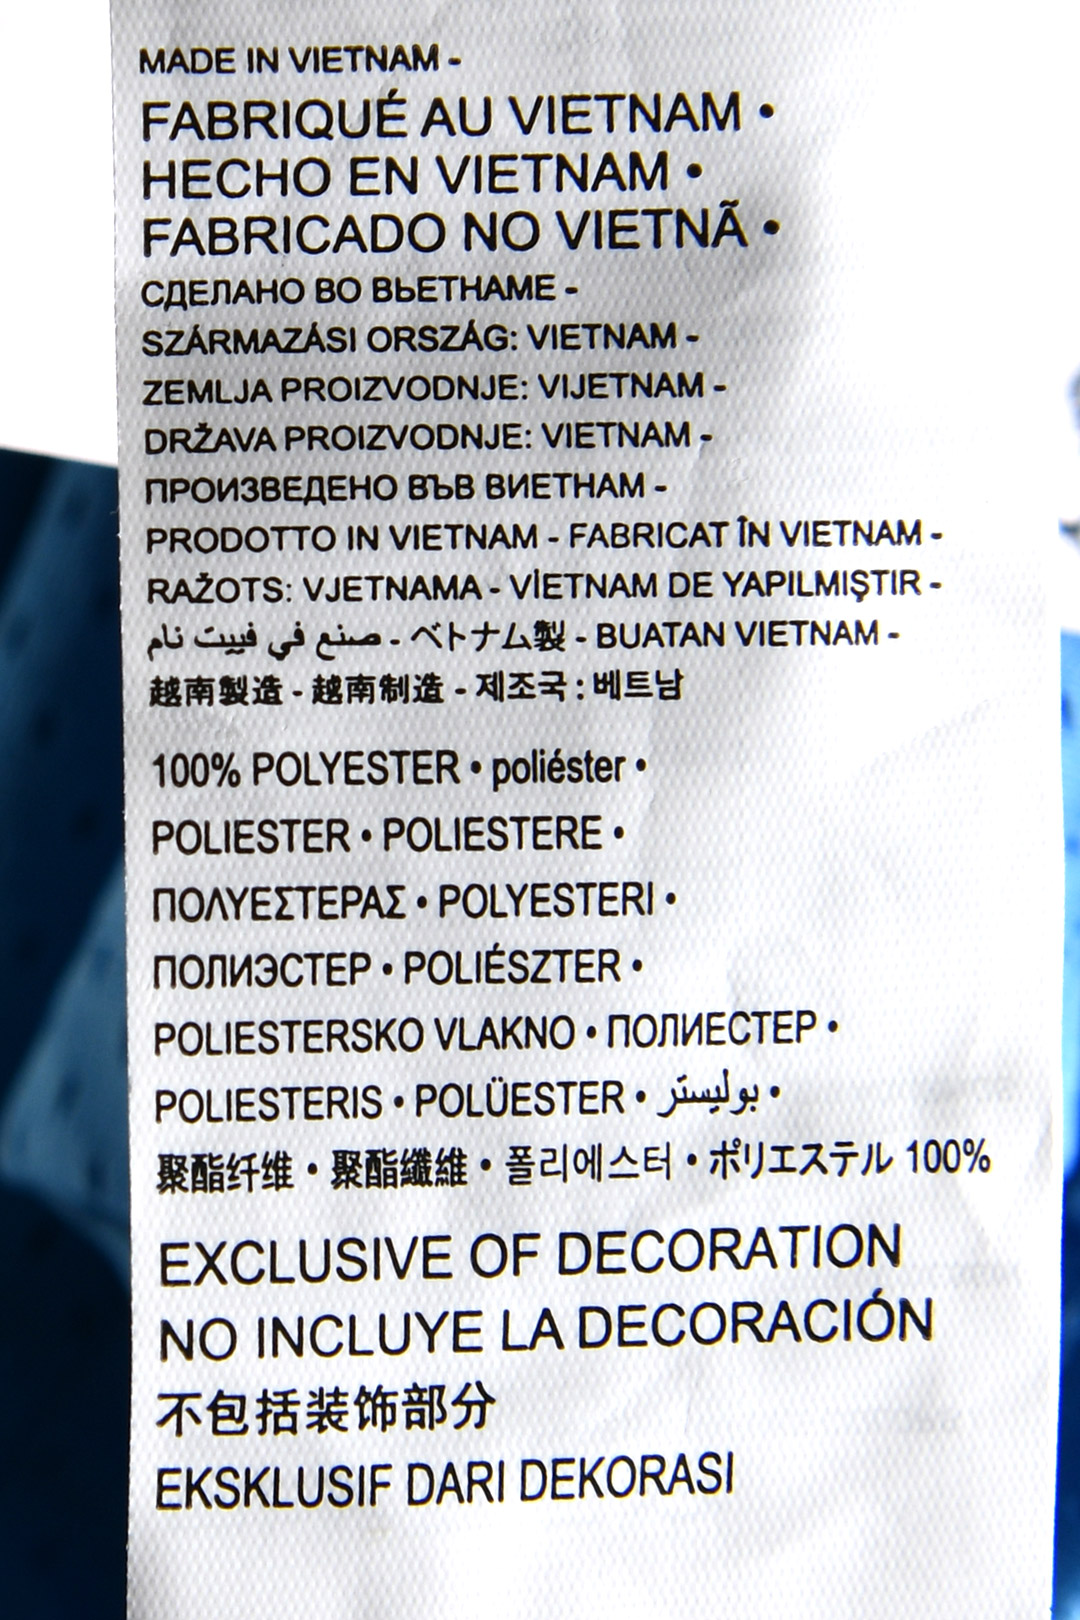 MADE IN VIETNAM -
FABRIQUÉ AU VIETNAM •
HECHO EN VIETNAM •
FABRICADO NO VIETNÃ •
СДЕЛАНО ВО ВЬЕТНАМЕ -
SZÁRMAZÁSI ORSZÁG: VIETNAM -
ZEMLJA PROIZVODNJE: VIJETNAM -
DRŽAVA PROIZVODNJE: VIETNAM -
ПРОИЗВЕДЕНО ВЪВ ВИЕТНАМ -
PRODOTTO IN VIETNAM - FABRICAT ÎN VIETNAM -
RAŽOTS: VJETNAMA - VİETNAM DE YAPILMIŞTIR -
صنع في فييت نام - ベトナム製 - BUATAN VIETNAM -
越南製造 - 越南制造 - 제조국 : 베트남
100% POLYESTER • poliéster •
POLIESTER • POLIESTERE •
ΠΟΛΥΕΣΤΕΡΑΣ • POLYESTERI •
ПОЛИЭСТЕР • POLIÉSZTER •
POLIESTERSKO VLAKNO • ПОЛИЕСТЕР •
POLIESTERIS • POLÜESTER • بوليستر •
聚酯纤维 • 聚酯纖維 • 폴리에스터 • ポリエステル 100%
EXCLUSIVE OF DECORATION
NO INCLUYE LA DECORACIÓN
不包括装饰部分
EKSKLUSIF DARI DEKORASI